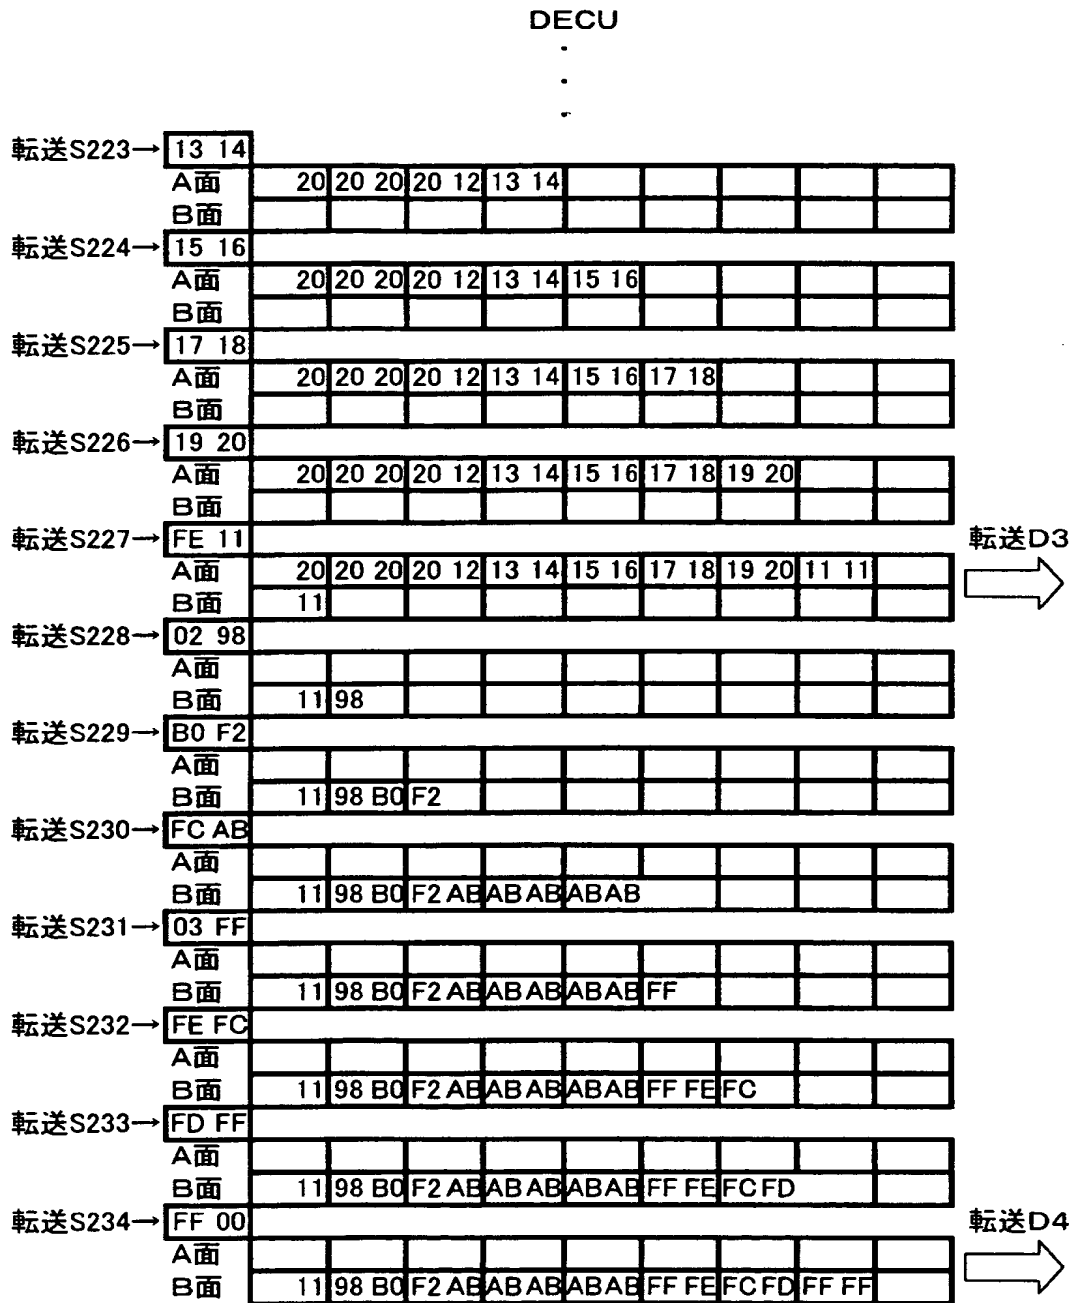 DECU
転送S223→ 13 14
A面 20 20 20 20 12 13 14
B面
転送S224→ 15 16
A面 20 20 20 20 12 13 14 15 16
B面
転送S225→ 17 18
A面 20 20 20 20 12 13 14 15 16 17 18
B面
転送S226→ 19 20
A面 20 20 20 20 12 13 14 15 16 17 18 19 20
B面
転送S227→ FE 11 転送D3
A面 20 20 20 20 12 13 14 15 16 17 18 19 20 11 11
B面 11
転送S228→ 02 98
A面
B面 11 98
転送S229→ B0 F2
A面
B面 11 98 B0 F2
転送S230→ FC AB
A面
B面 11 98 B0 F2 AB AB AB AB AB
転送S231→ 03 FF
A面
B面 11 98 B0 F2 AB AB AB AB AB FF
転送S232→ FE FC
A面
B面 11 98 B0 F2 AB AB AB AB AB FF FE FC
転送S233→ FD FF
A面
B面 11 98 B0 F2 AB AB AB AB AB FF FE FC FD
転送S234→ FF 00 転送D4
A面
B面 11 98 B0 F2 AB AB AB AB AB FF FE FC FD FF FF